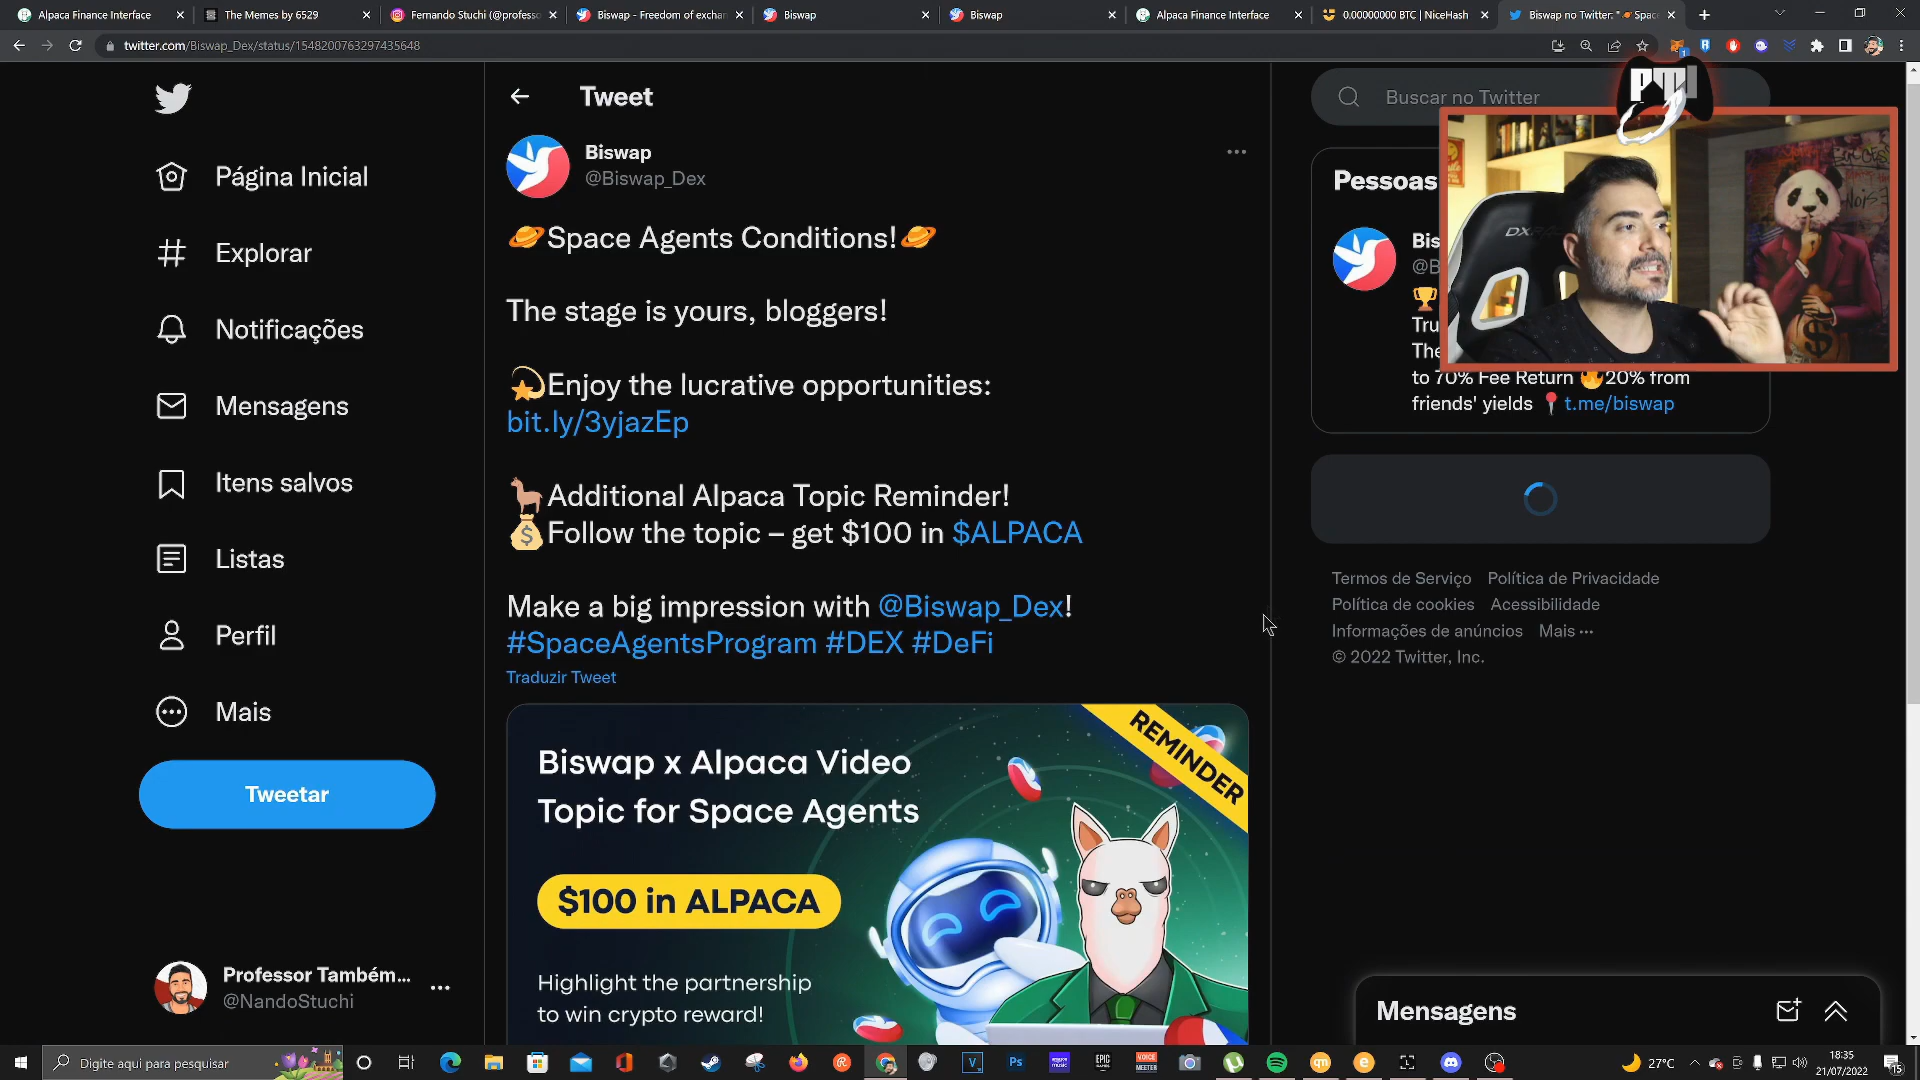 Alpaca Finance Interface
The Memes by 6529
Fernando Stuchi (@professo
Biswap - Freedom of exchan
Biswap
Biswap
Alpaca Finance Interface
0.00000000 BTC | NiceHash
Biswap no Twitter: "🪐 Spac
twitter.com/Biswap_Dex/status/1548200763297435648
Página Inicial
Explorar
Notificações
Mensagens
Itens salvos
Listas
Perfil
Mais
Tweetar
Professor Também...
@NandoStuchi
Tweet
Biswap
@Biswap_Dex
🪐Space Agents Conditions!🪐
The stage is yours, bloggers!
💫Enjoy the lucrative opportunities:
bit.ly/3yjazEp
🦙Additional Alpaca Topic Reminder!
💰Follow the topic – get $100 in $ALPACA
Make a big impression with @Biswap_Dex!
#SpaceAgentsProgram #DEX #DeFi
Traduzir Tweet
REMINDER
Biswap x Alpaca Video
Topic for Space Agents
$100 in ALPACA
Highlight the partnership
to win crypto reward!
Buscar no Twitter
Pessoas
Bis
@B
Tru
The
to 70% Fee Return 🔥20% from
friends' yields 📍t.me/biswap
Termos de Serviço Política de Privacidade
Política de cookies Acessibilidade
Informações de anúncios Mais ···
© 2022 Twitter, Inc.
Mensagens
Digite aqui para pesquisar
27°C
18:35
21/07/2022
15